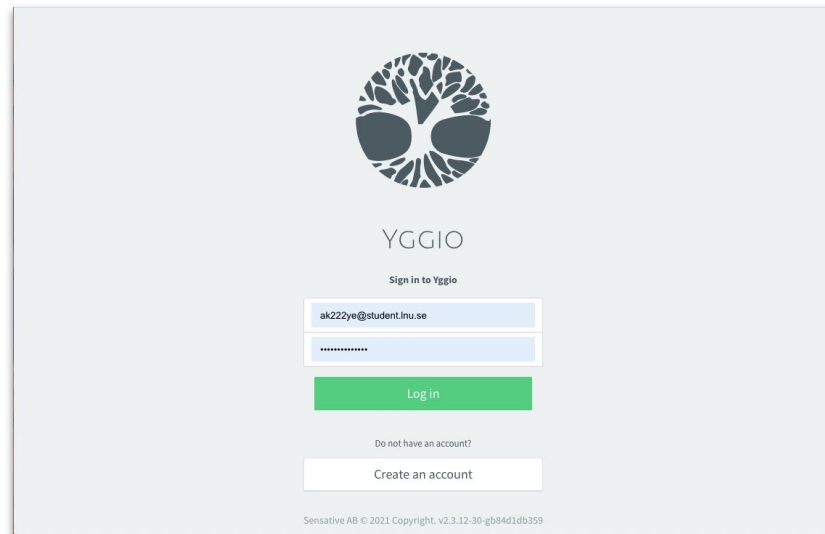 YGGIO
Sign in to Yggio
ak222ye@student.lnu.se
••••••••••••••
Log in
Do not have an account?
Create an account
Sensative AB © 2021 Copyright. v2.3.12-30-gb84d1db359